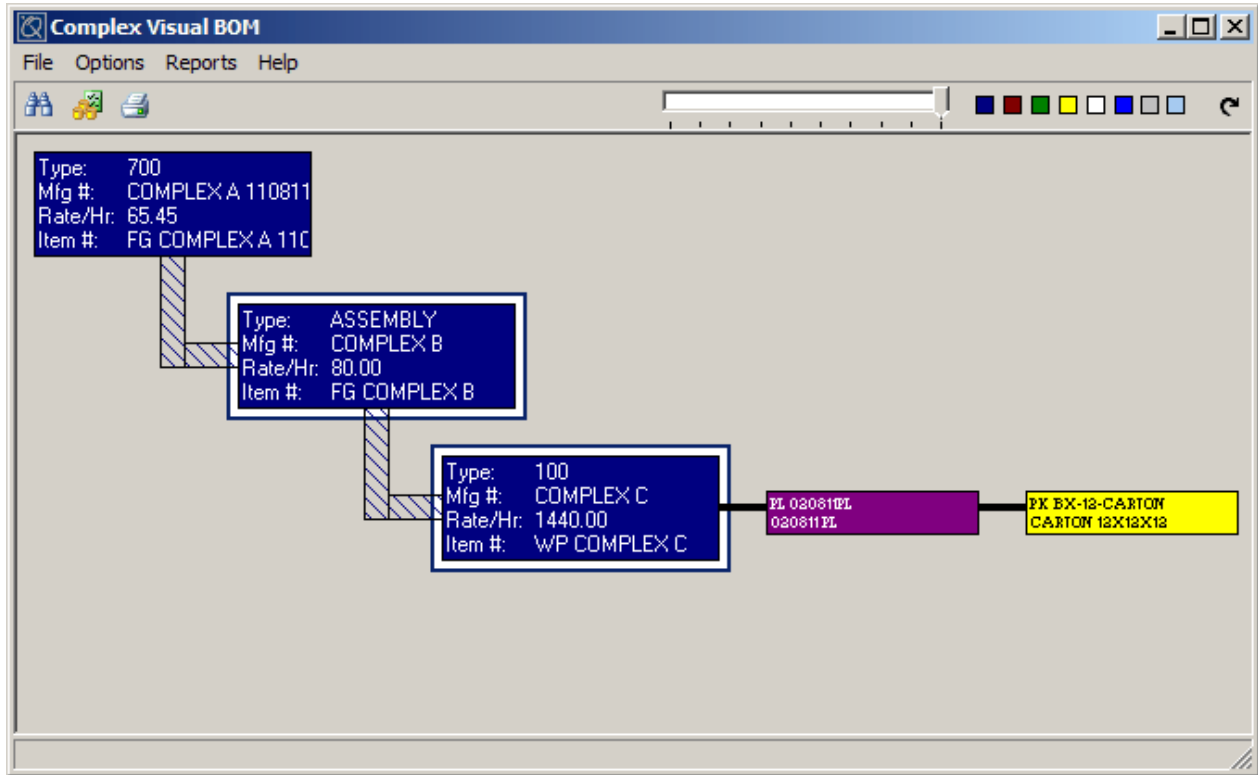 Complex Visual BOM
File Options Reports Help
Type: 700
Mfg #: COMPLEX A 110811
Rate/Hr: 65.45
Item #: FG COMPLEX A 110
Type: ASSEMBLY
Mfg #: COMPLEX B
Rate/Hr: 80.00
Item #: FG COMPLEX B
Type: 100
Mfg #: COMPLEX C
Rate/Hr: 1440.00
Item #: WP COMPLEX C
PL 020811PL
020811PL
PK BX-12-CARTON
CARTON 12X12X12